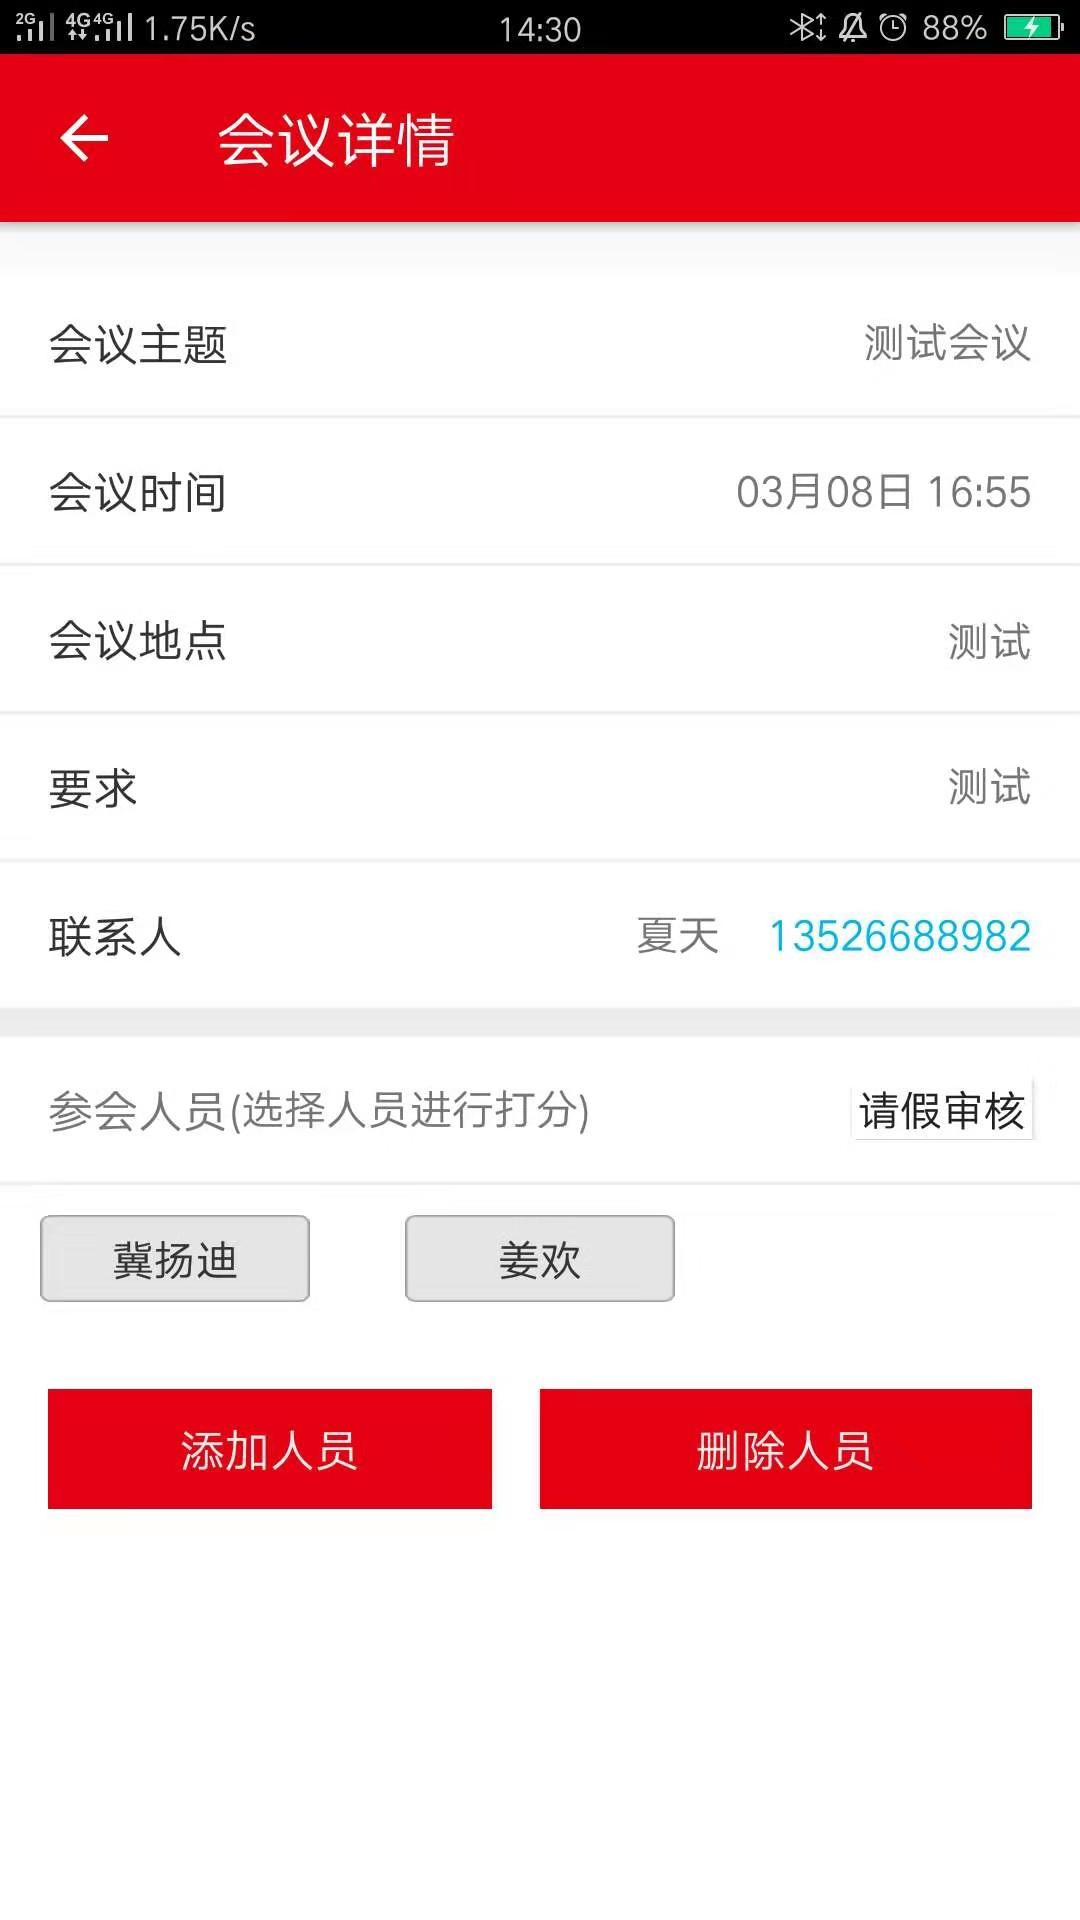 2G 4G 4G 1.75K/s 14:30 88%
会议详情
会议主题 测试会议
会议时间 03月08日 16:55
会议地点 测试
要求 测试
联系人 夏天 13526688982
参会人员(选择人员进行打分) 请假审核
冀扬迪 姜欢
添加人员 删除人员